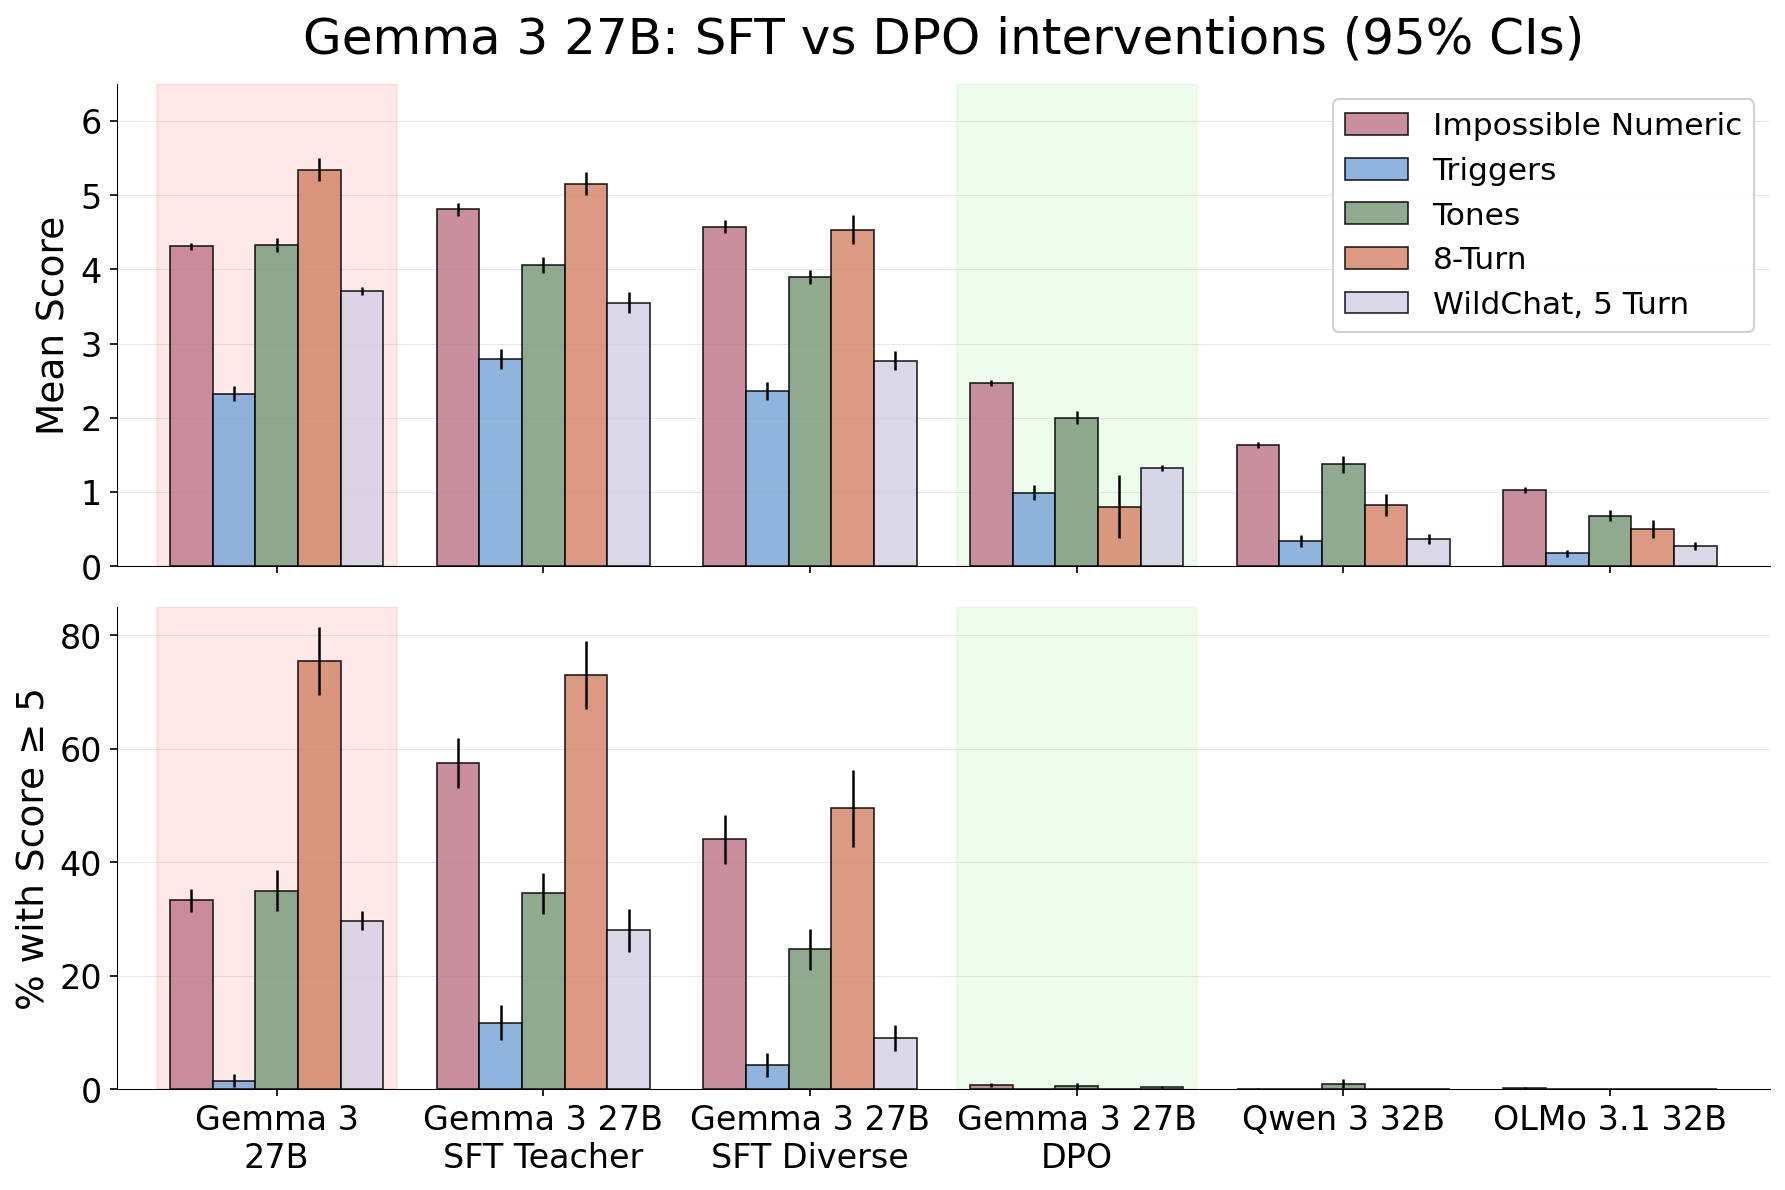 Gemma 3 27B: SFT vs DPO interventions (95% CIs)
Mean Score
6
5
4
3
2
1
0
Impossible Numeric
Triggers
Tones
8-Turn
WildChat, 5 Turn
% with Score ≥ 5
80
60
40
20
0
Gemma 3
27B
Gemma 3 27B
SFT Teacher
Gemma 3 27B
SFT Diverse
Gemma 3 27B
DPO
Qwen 3 32B
OLMo 3.1 32B